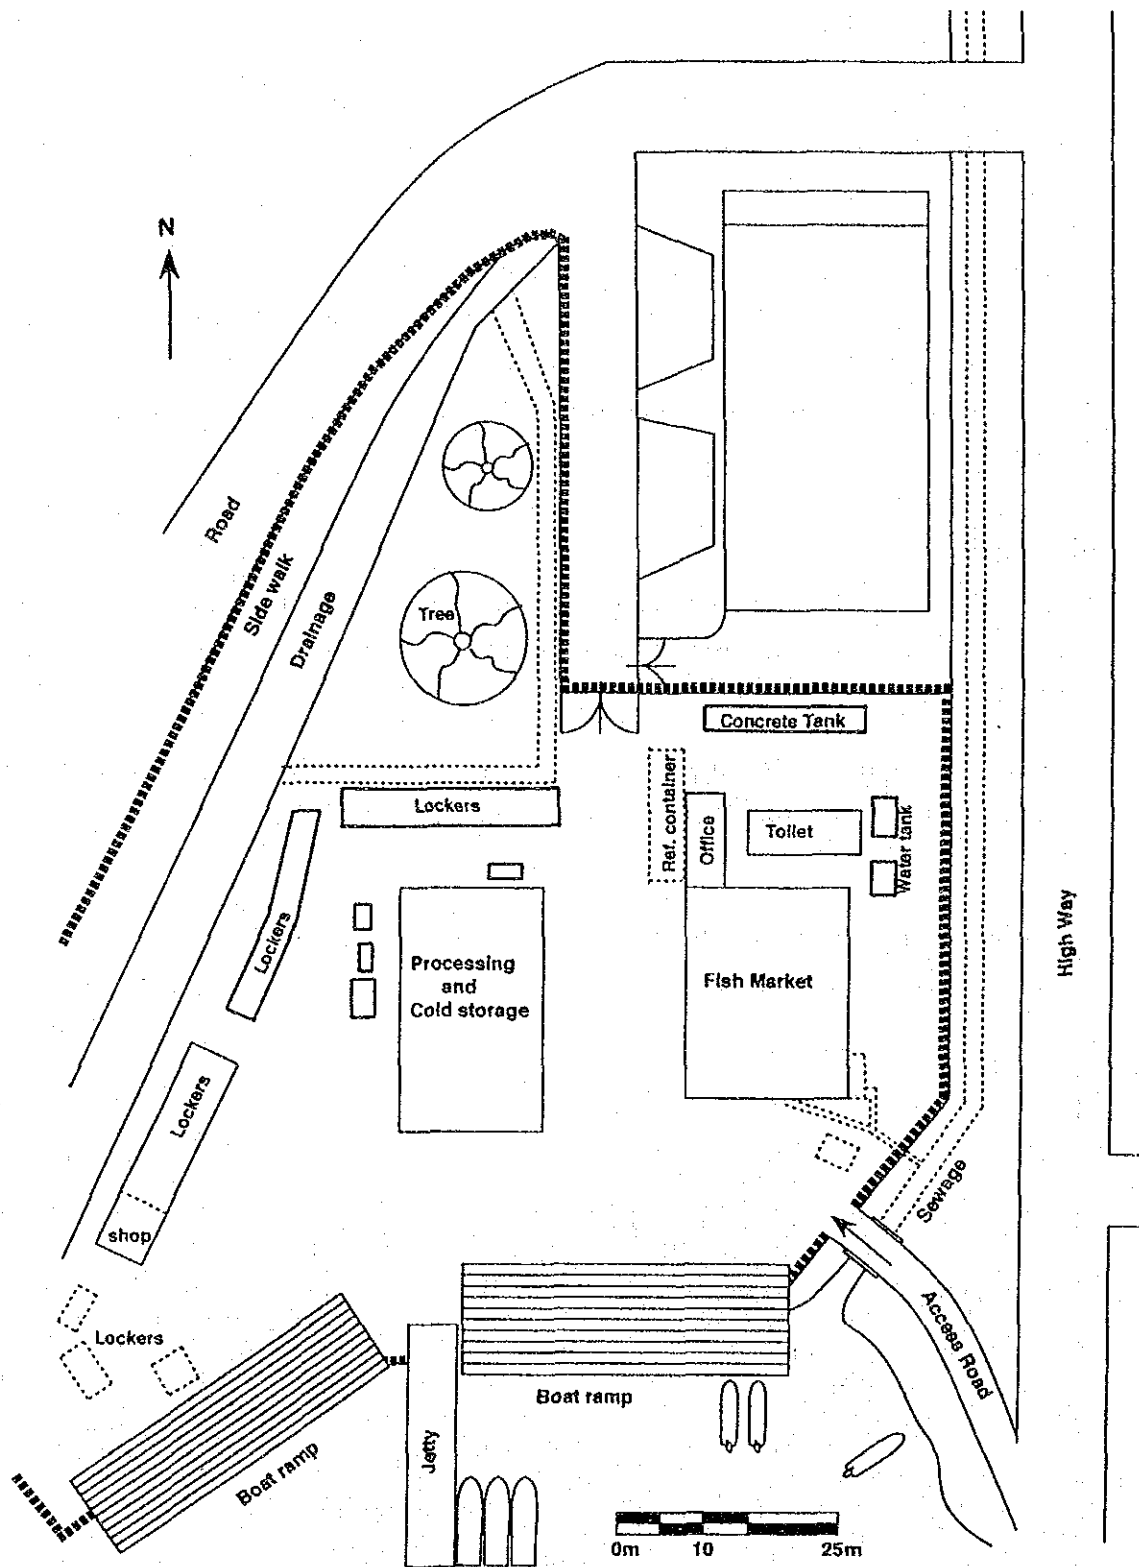 N
Road
Side walk
Drainage
Tree
Concrete Tank
Lockers
Ref. container
Office
Toilet
Water tank
Lockers
Processing
and
Cold storage
Fish Market
High Way
Lockers
shop
Sewage
Access Road
Lockers
Boat ramp
Boat ramp
Jetty
0m 10 25m